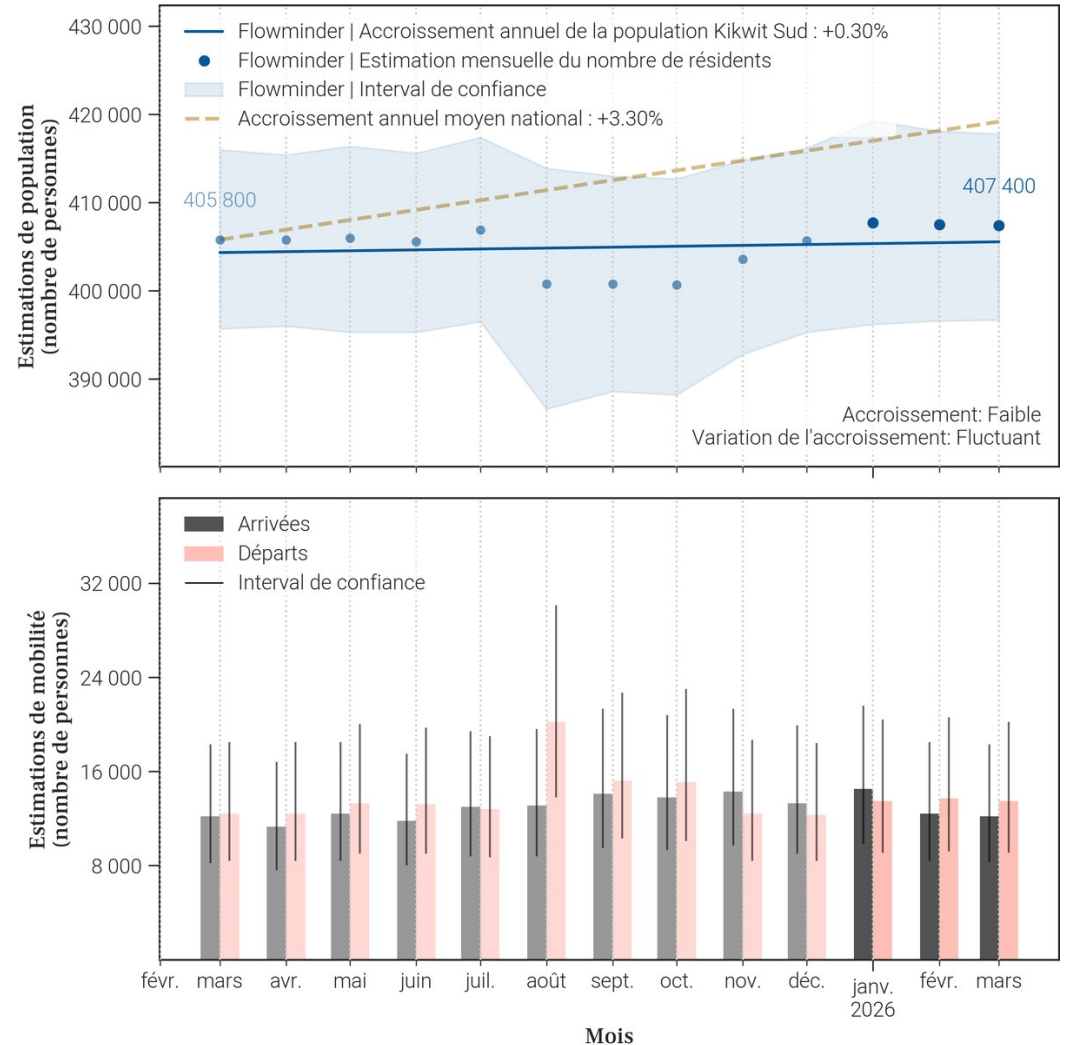 430 000
420 000
410 000
400 000
390 000
Estimations de population
(nombre de personnes)
Flowminder | Accroissement annuel de la population Kikwit Sud : +0.30%
Flowminder | Estimation mensuelle du nombre de résidents
Flowminder | Interval de confiance
Accroissement annuel moyen national : +3.30%
405 800
407 400
Accroissement: Faible
Variation de l'accroissement: Fluctuant
32 000
24 000
16 000
8 000
Estimations de mobilité
(nombre de personnes)
Arrivées
Départs
Interval de confiance
févr. mars avr. mai juin juil. août sept. oct. nov. déc. janv. févr. mars
2026
Mois